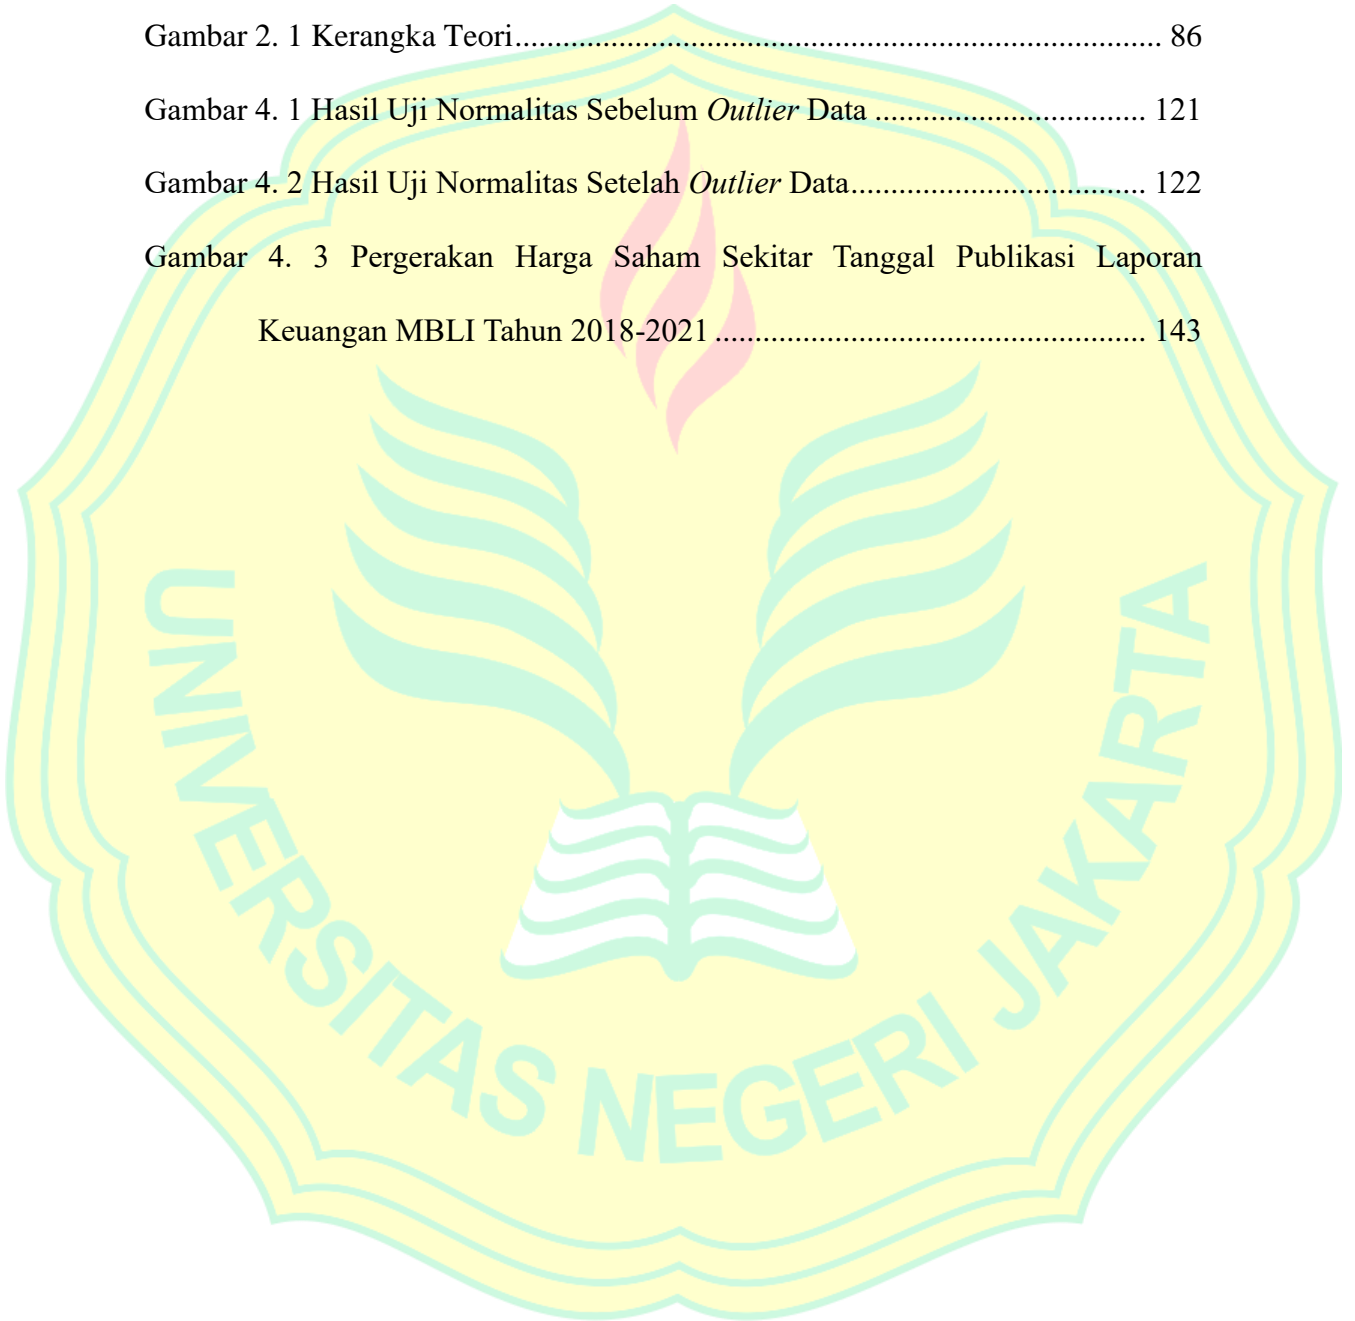 Gambar 2. 1 Kerangka Teori.................................................................................. 86
Gambar 4. 1 Hasil Uji Normalitas Sebelum Outlier Data .................................. 121
Gambar 4. 2 Hasil Uji Normalitas Setelah Outlier Data..................................... 122
Gambar 4. 3 Pergerakan Harga Saham Sekitar Tanggal Publikasi Laporan
Keuangan MBLI Tahun 2018-2021 ...................................................... 143
UNIVERSITAS NEGERI JAKARTA